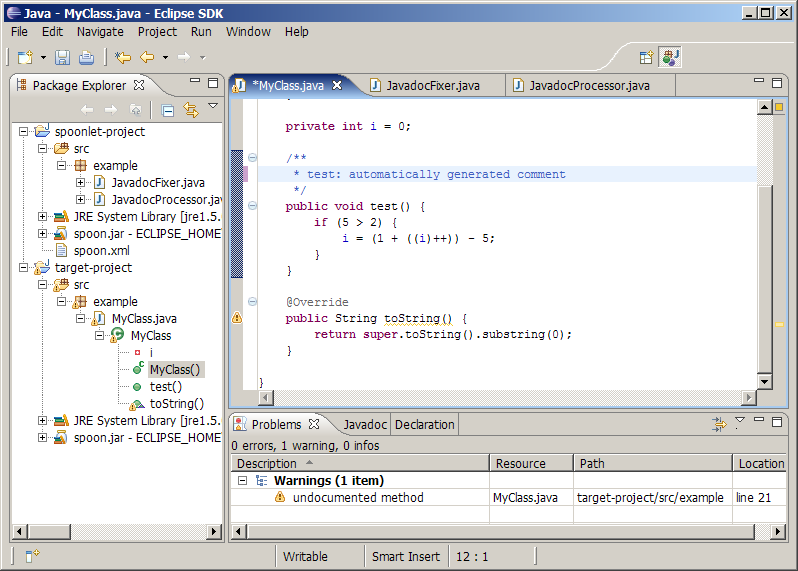 Java - MyClass.java - Eclipse SDK
File Edit Navigate Project Run Window Help
Package Explorer
spoonlet-project
src
example
JavadocFixer.java
JavadocProcessor.jav
JRE System Library [jre1.5.
spoon.jar - ECLIPSE_HOME
spoon.xml
target-project
src
example
MyClass.java
MyClass
i
MyClass()
test()
toString()
JRE System Library [jre1.5.
spoon.jar - ECLIPSE_HOME
*MyClass.java JavadocFixer.java JavadocProcessor.java
private int i = 0;
/**
* test: automatically generated comment
*/
public void test() {
if (5 > 2) {
i = (1 + ((i)++)) - 5;
}
}
@Override
public String toString() {
return super.toString().substring(0);
}
}
Problems Javadoc Declaration
0 errors, 1 warning, 0 infos
Description Resource Path Location
Warnings (1 item)
undocumented method MyClass.java target-project/src/example line 21
Writable Smart Insert 12 : 1